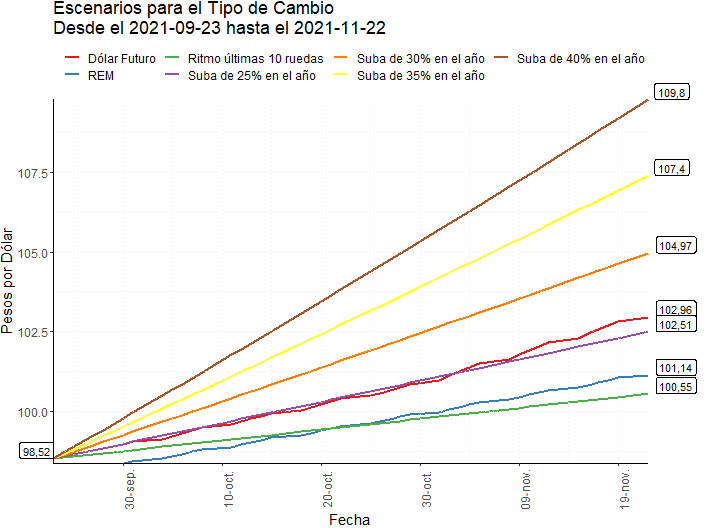 Escenarios para el Tipo de Cambio
Desde el 2021-09-23 hasta el 2021-11-22
Dólar Futuro
Ritmo últimas 10 ruedas
Suba de 30% en el año
Suba de 40% en el año
REM
Suba de 25% en el año
Suba de 35% en el año
109,8
107,4
104,97
102,96
102,51
101,14
100,55
98,52
107.5
105.0
102.5
100.0
Pesos por Dólar
30-sep.
10-oct.
20-oct.
30-oct.
09-nov.
19-nov.
Fecha